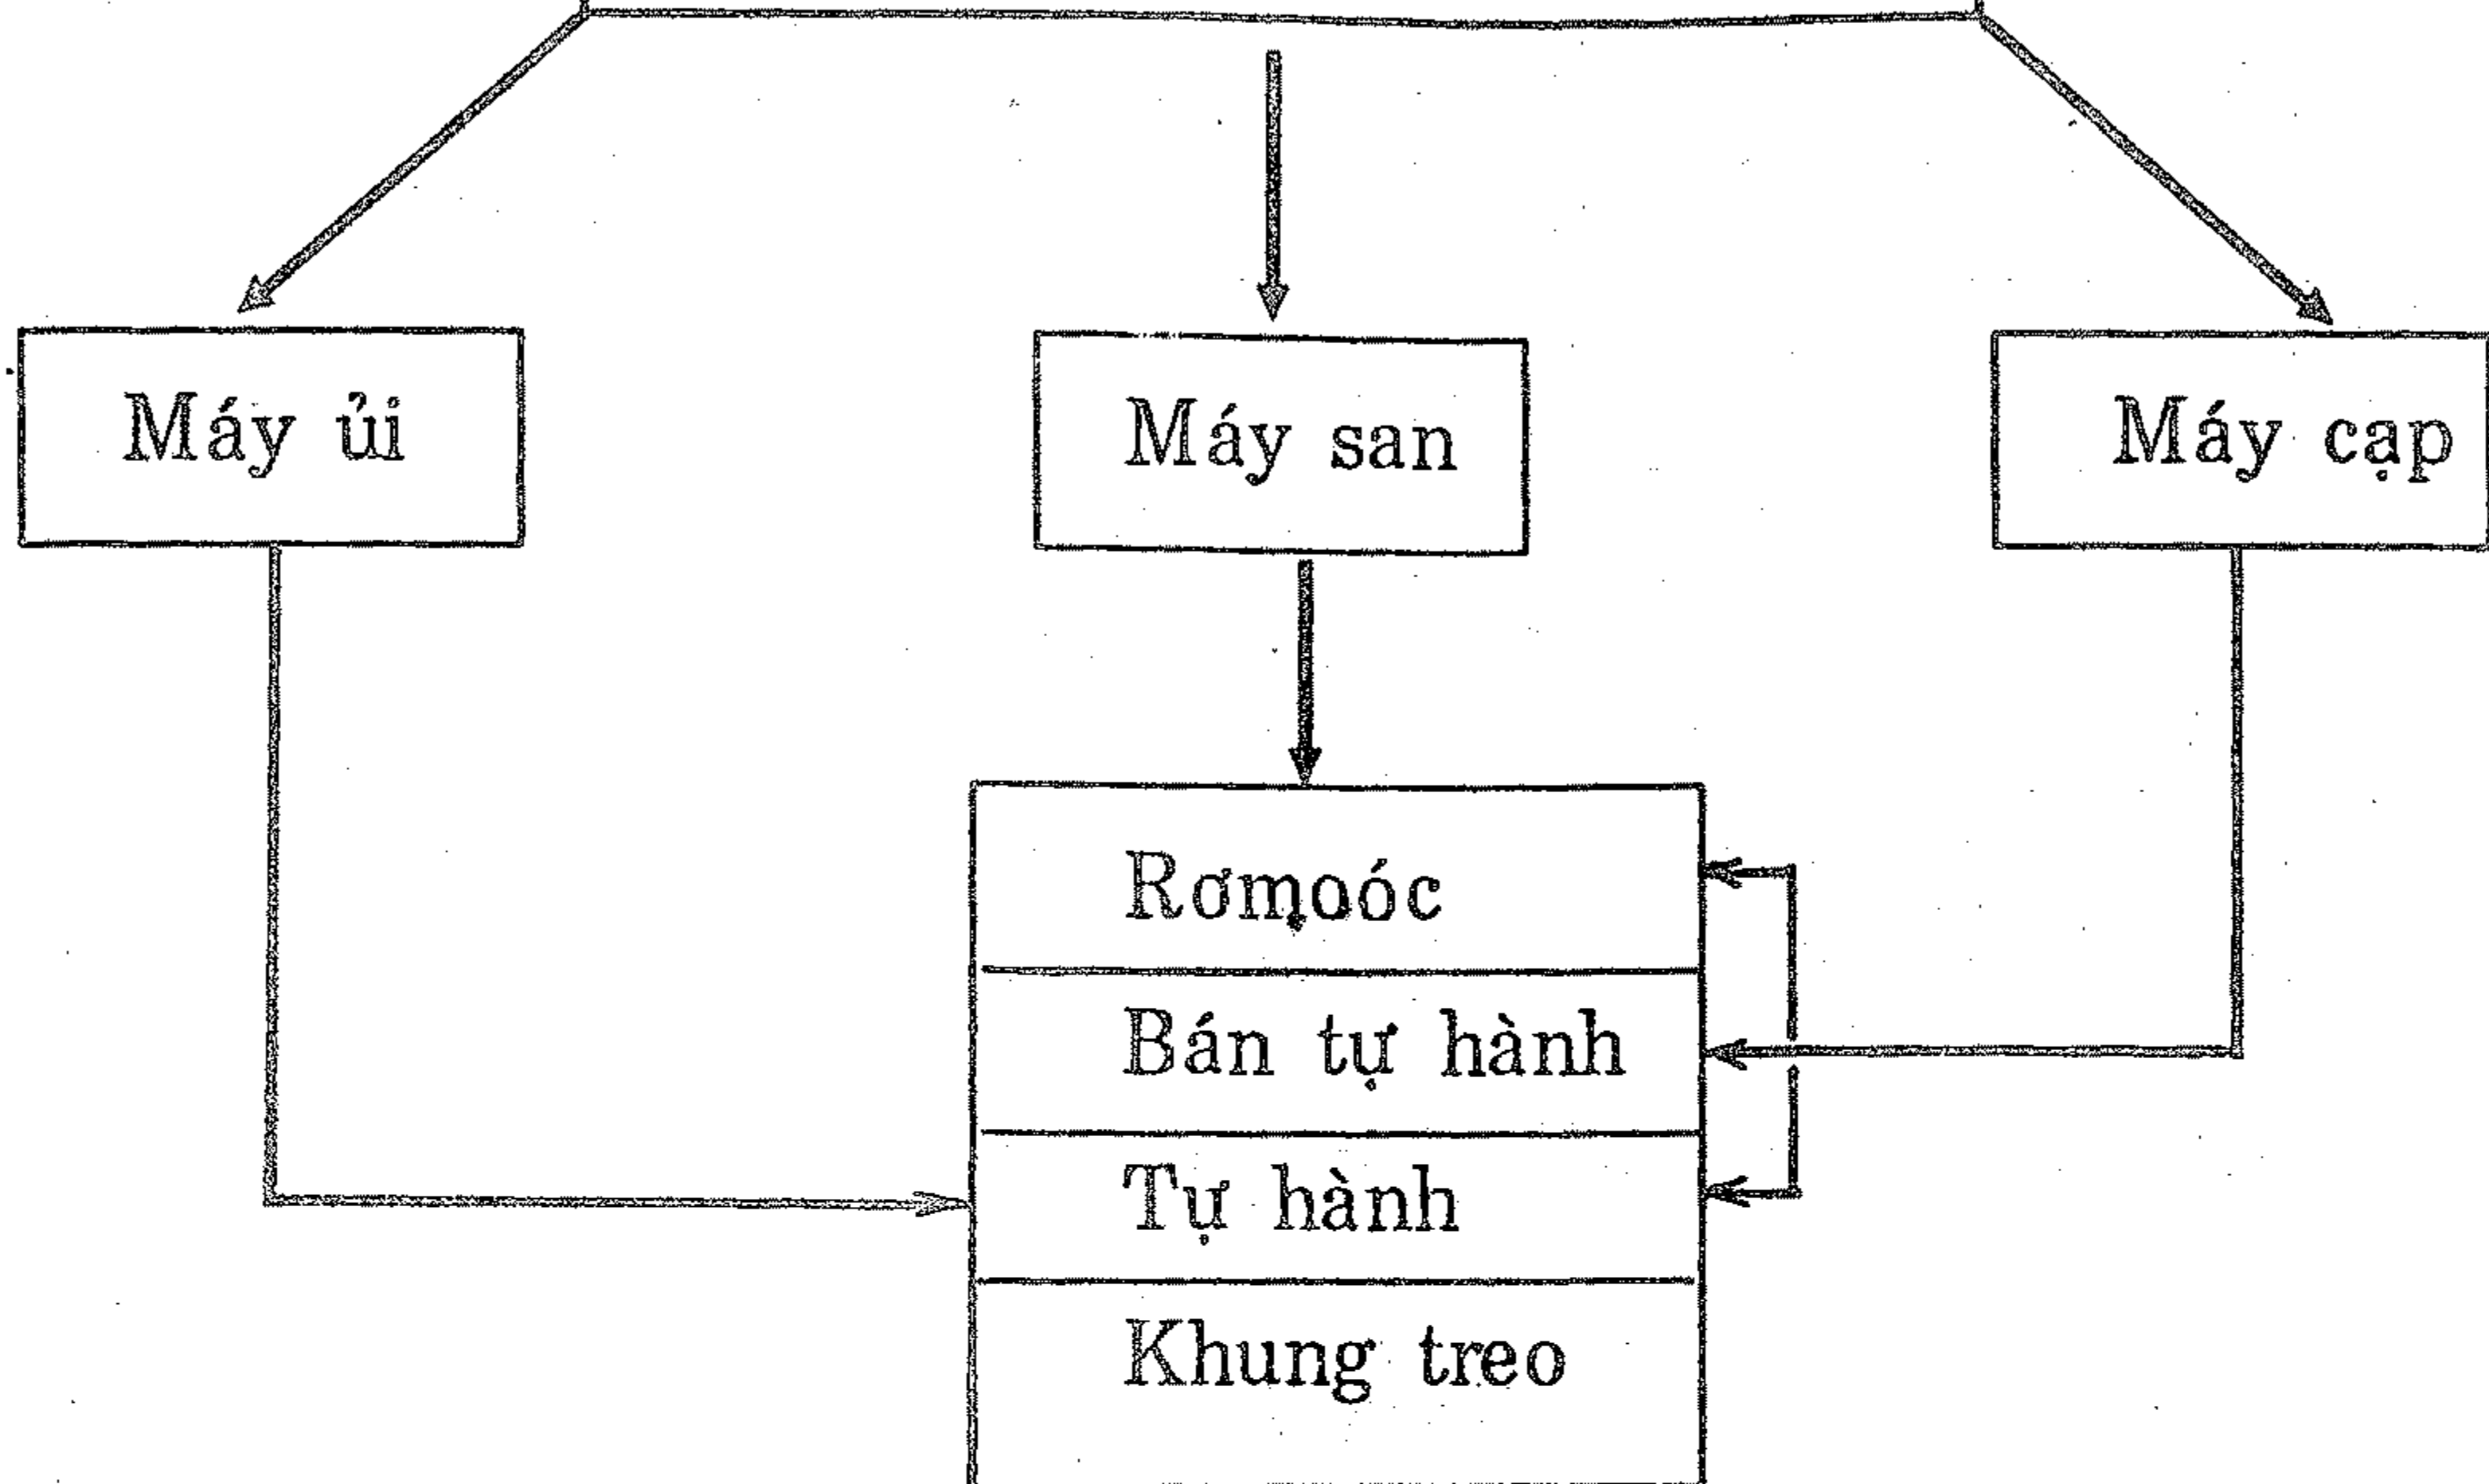 Máy ủi
Máy san
Máy cạp
Rơmoóc
Bán tự hành
Tự hành
Khung treo